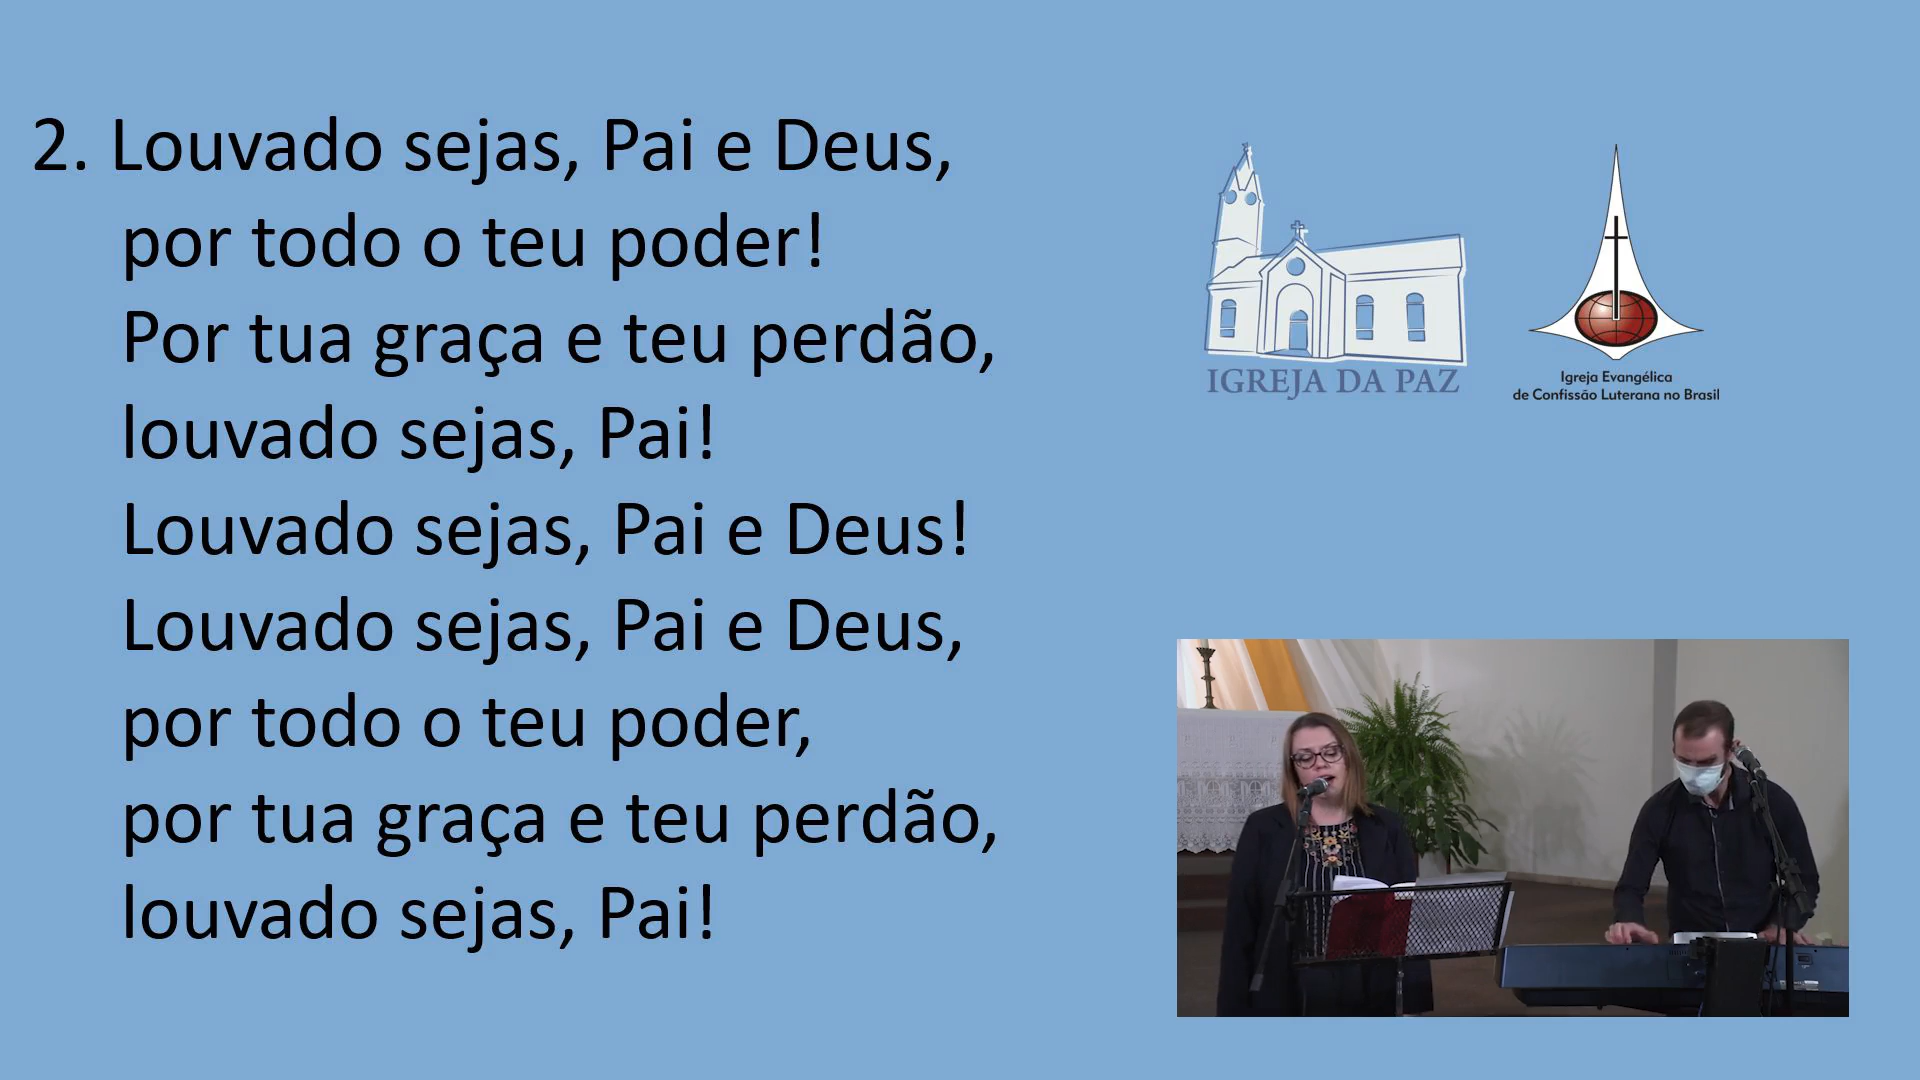 2. Louvado sejas, Pai e Deus,
por todo o teu poder!
Por tua graça e teu perdão,
louvado sejas, Pai!
Louvado sejas, Pai e Deus!
Louvado sejas, Pai e Deus,
por todo o teu poder,
por tua graça e teu perdão,
louvado sejas, Pai!
IGREJA DA PAZ
Igreja Evangélica
de Confissão Luterana no Brasil